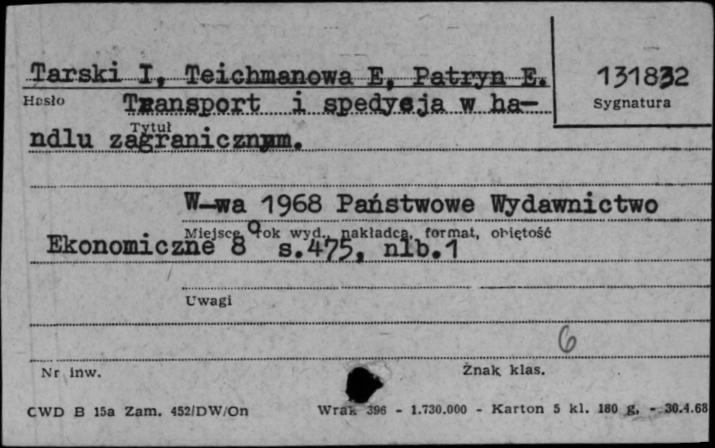 Tarski I, Teichmanowa E, Patryn E.
131832
Hasło
Sygnatura
Transport i spedycja w ha-
Tytuł
ndlu zagranicznym.
W-wa 1968 Państwowe Wydawnictwo
Miejsce, rok wyd., nakładca, format, objętość
Ekonomiczne 8° s.475, nlb.1
Uwagi
6
Nr inw.
Znak klas.
CWD B 15a Zam. 452/DW/On
Wrak 396 - 1.730.000 - Karton 5 kl. 180 g. - 30.4.68